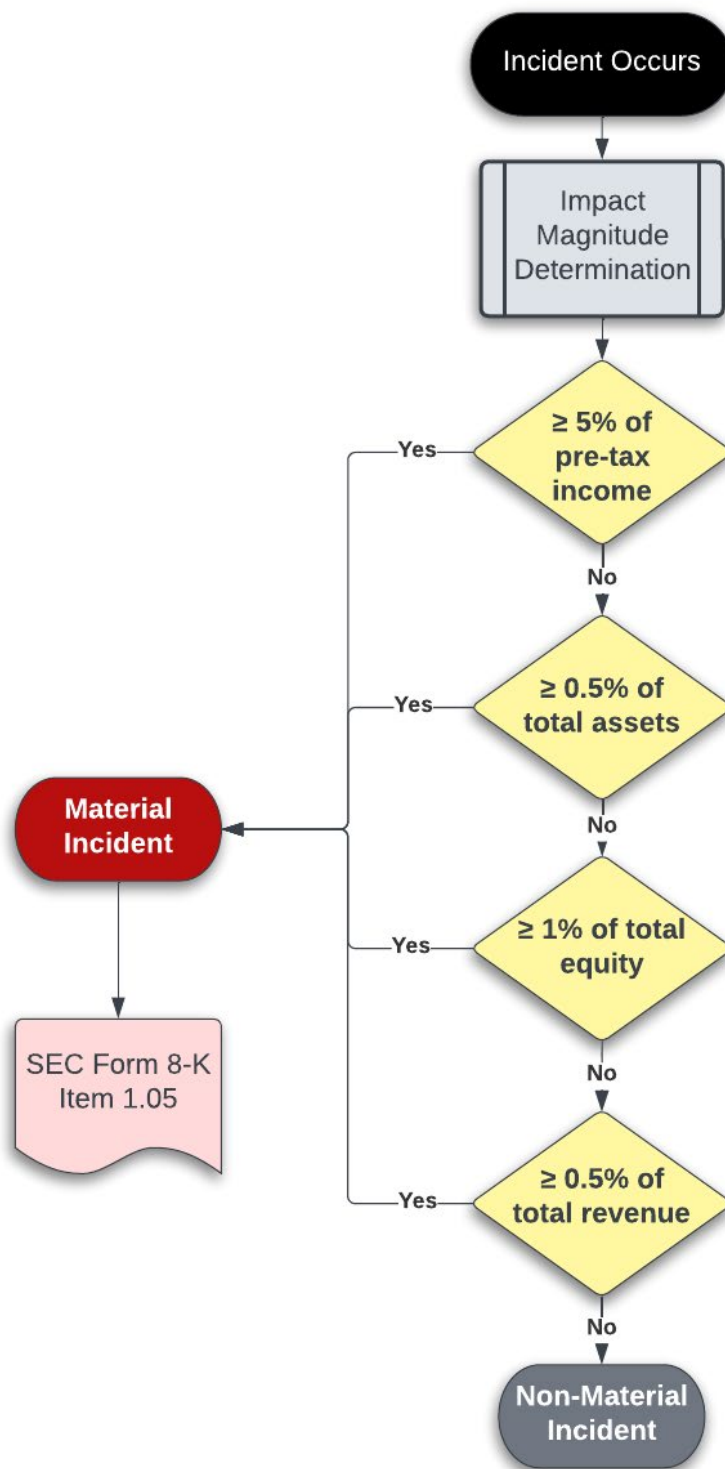 Incident Occurs
Impact
Magnitude
Determination
≥ 5% of
pre-tax
income
Yes
No
≥ 0.5% of
total assets
Yes
No
Material
Incident
≥ 1% of total
equity
Yes
No
SEC Form 8-K
Item 1.05
≥ 0.5% of
total revenue
Yes
No
Non-Material
Incident